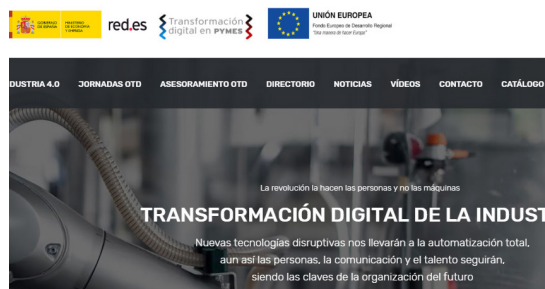 GOBIERNO DE ESPAÑA
MINISTERIO DE ECONOMÍA Y EMPRESA
red.es
Transformación
digital en PYMES
UNIÓN EUROPEA
Fondo Europeo de Desarrollo Regional
"Una manera de hacer Europa"
DUSTRIA 4.0 JORNADAS OTD ASESORAMIENTO OTD DIRECTORIO NOTICIAS VÍDEOS CONTACTO CATÁLOGO
La revolución la hacen las personas y no las máquinas
TRANSFORMACIÓN DIGITAL DE LA INDUST
Nuevas tecnologías disruptivas nos llevarán a la automatización total,
aun así las personas, la comunicación y el talento seguirán,
siendo las claves de la organización del futuro